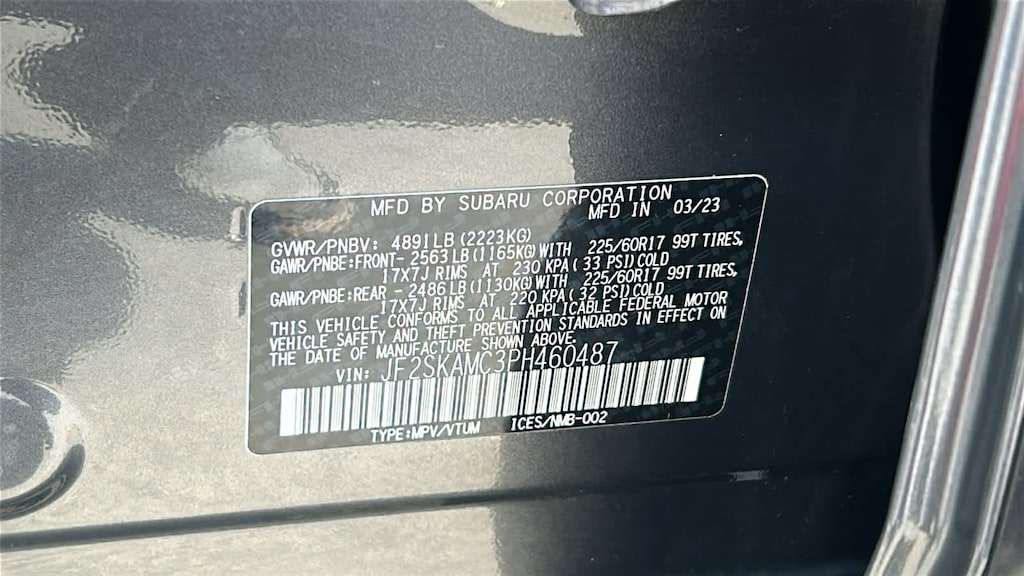 MFD BY SUBARU CORPORATION
MFD IN 03/23
GVWR/PNBV: 4891LB(2223KG)
GAWR/PNBE:FRONT- 2563LB(1165KG)WITH 225/60R17 99T TIRES,
17X7J RIMS AT 230 KPA( 33 PSI)COLD
GAWR/PNBE:REAR - 2486LB(1130KG)WITH 225/60R17 99T TIRES,
17X7J RIMS AT 220 KPA( 32 PSI)COLD
THIS VEHICLE CONFORMS TO ALL APPLICABLE FEDERAL MOTOR
VEHICLE SAFETY AND THEFT PREVENTION STANDARDS IN EFFECT ON
THE DATE OF MANUFACTURE SHOWN ABOVE.
VIN: JF2SKAMC3PH460487
TYPE:MPV/VTUM ICES/NMB-002